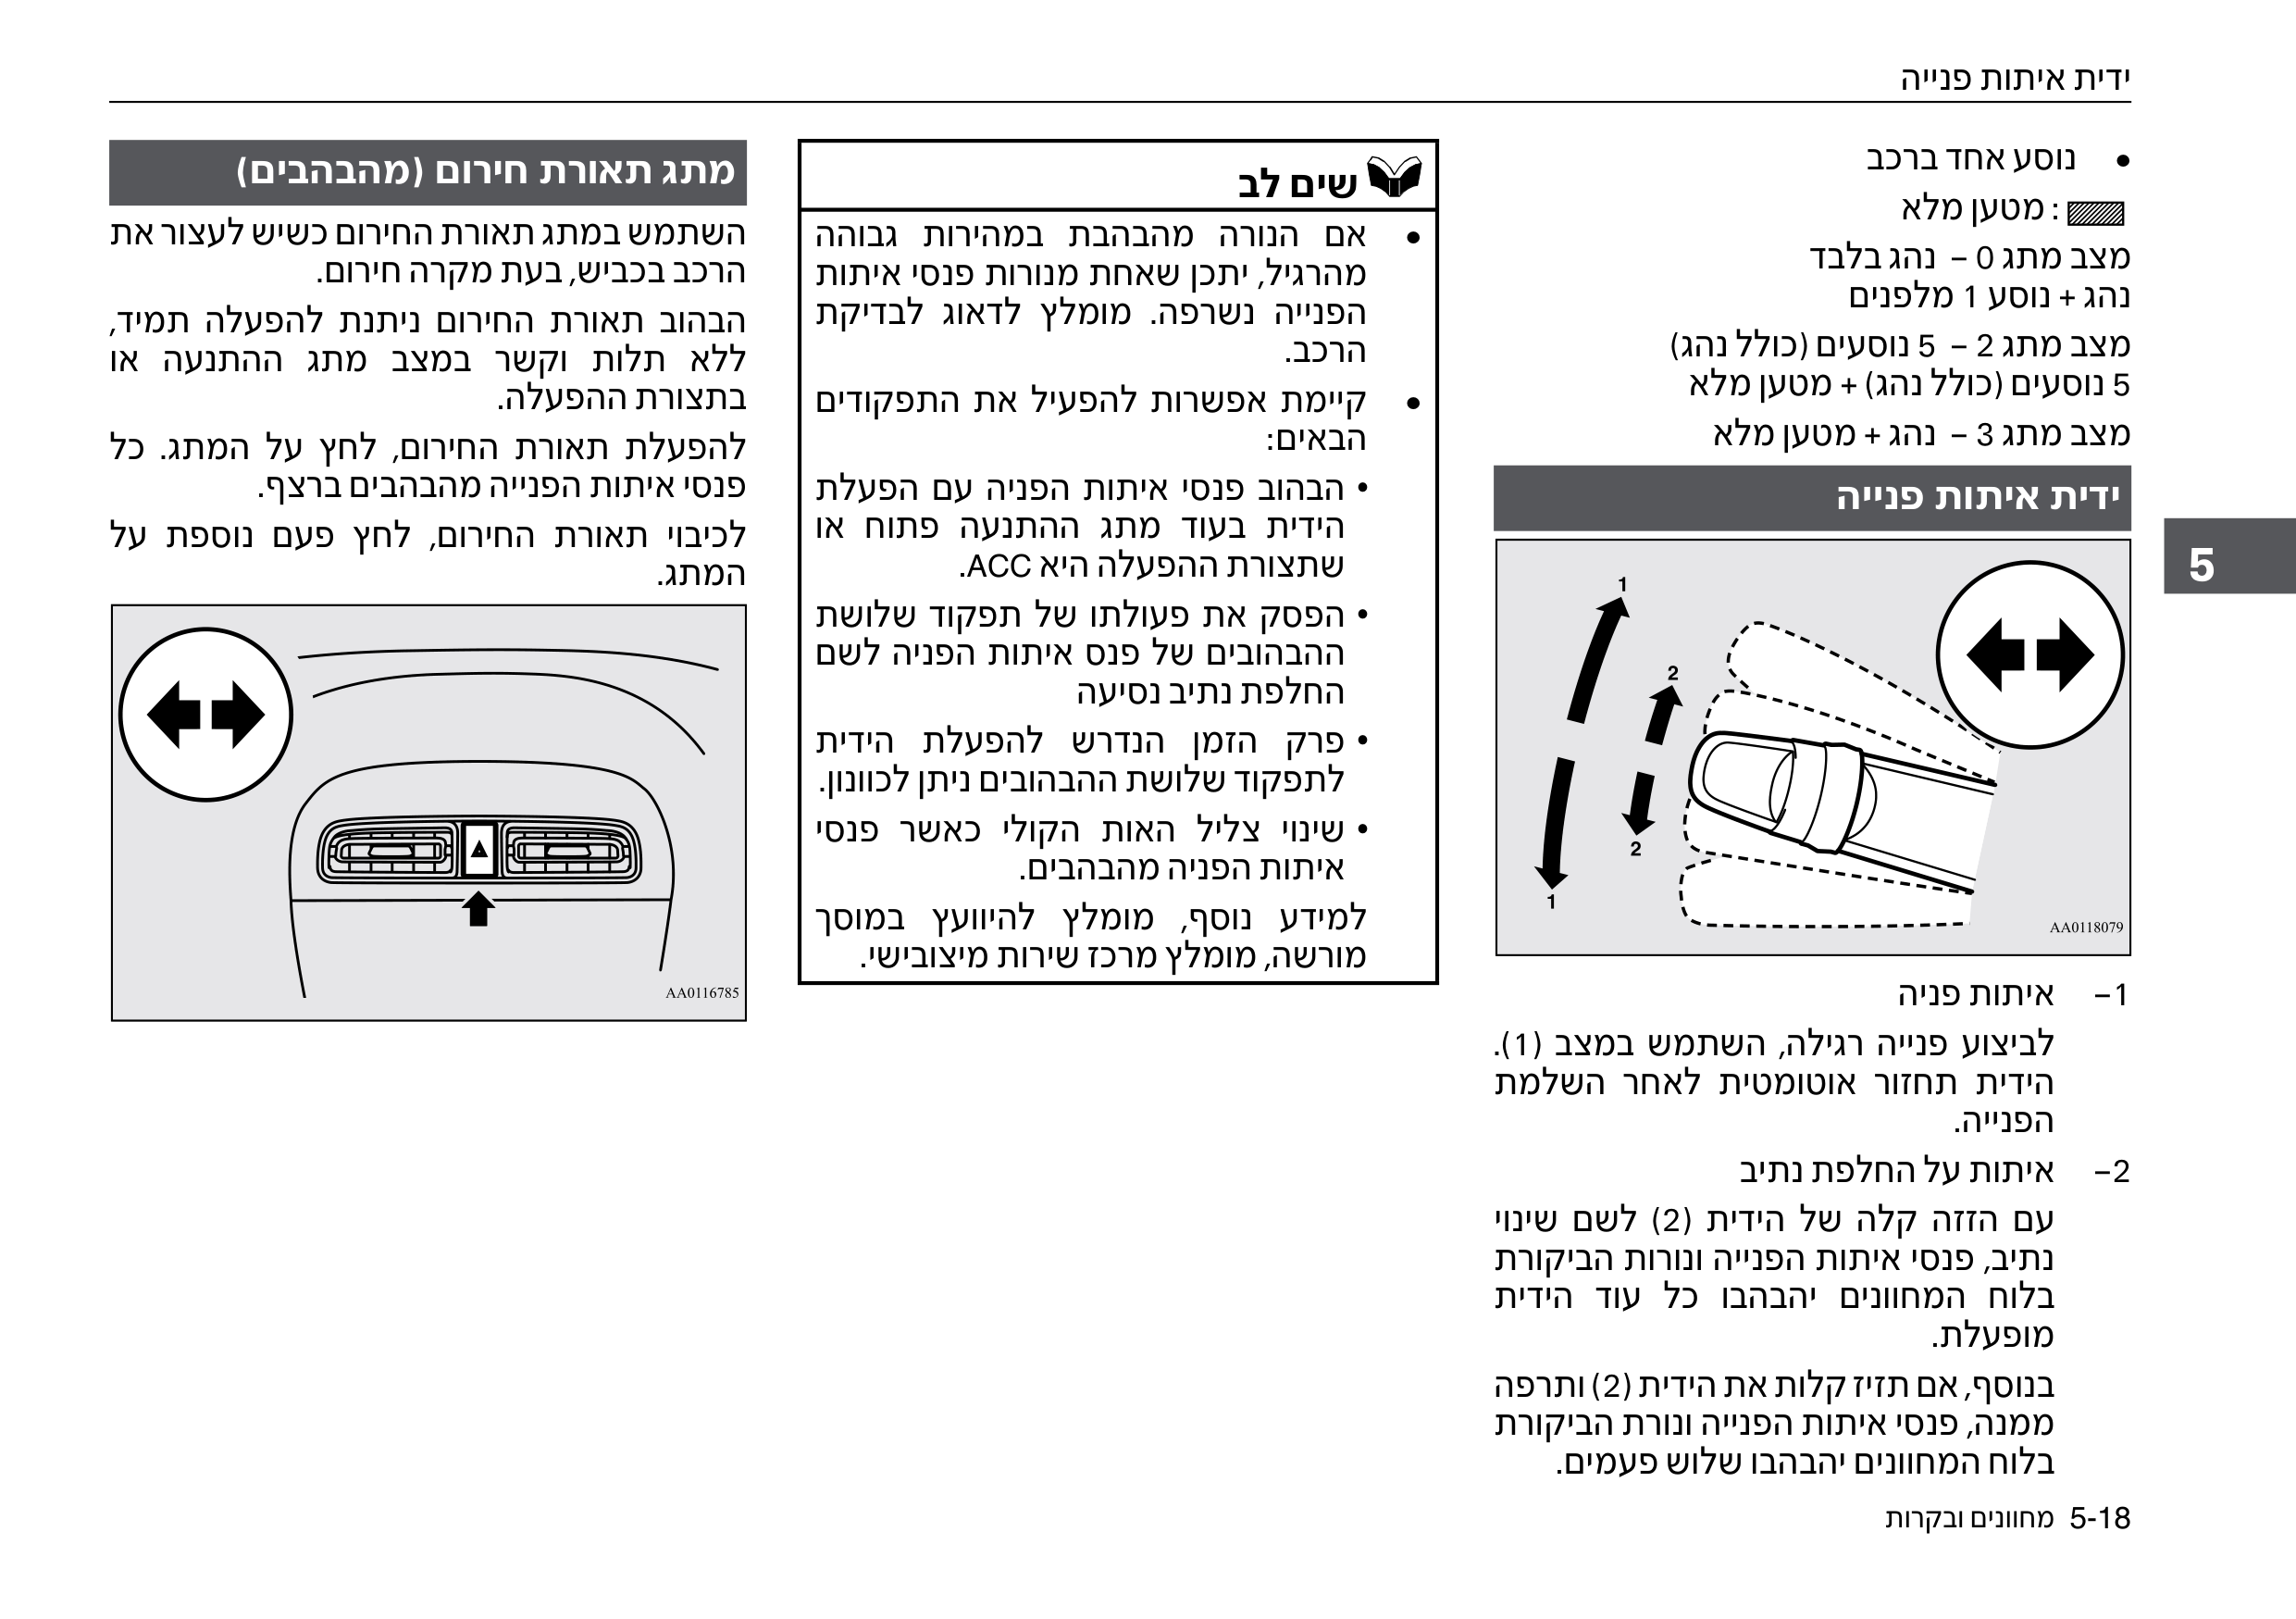 ידית איתות פנייה
• נוסע אחד ברכב
: מטען מלא
מצב מתג 0 – נהג בלבד
נהג + נוסע 1 מלפנים
מצב מתג 2 – 5 נוסעים (כולל נהג)
5 נוסעים (כולל נהג) + מטען מלא
מצב מתג 3 – נהג + מטען מלא
ידית איתות פנייה
1
2
2
1
AA0118079
1– איתות פניה
לביצוע פנייה רגילה, השתמש במצב (1).
הידית תחזור אוטומטית לאחר השלמת
הפנייה.
2– איתות על החלפת נתיב
עם הזזה קלה של הידית (2) לשם שינוי
נתיב, פנסי איתות הפנייה ונורות הביקורת
בלוח המחוונים יהבהבו כל עוד הידית
מופעלת.
בנוסף, אם תזיז קלות את הידית (2) ותרפה
ממנה, פנסי איתות הפנייה ונורת הביקורת
בלוח המחוונים יהבהבו שלוש פעמים.
שים לב
• אם הנורה מהבהבת במהירות גבוהה
מהרגיל, יתכן שאחת מנורות פנסי איתות
הפנייה נשרפה. מומלץ לדאוג לבדיקת
הרכב.
• קיימת אפשרות להפעיל את התפקודים
הבאים:
• הבהוב פנסי איתות הפניה עם הפעלת
הידית בעוד מתג ההתנעה פתוח או
שתצורת ההפעלה היא ACC.
• הפסק את פעולתו של תפקוד שלושת
ההבהובים של פנס איתות הפניה לשם
החלפת נתיב נסיעה
• פרק הזמן הנדרש להפעלת הידית
לתפקוד שלושת ההבהובים ניתן לכוונון.
• שינוי צליל האות הקולי כאשר פנסי
איתות הפניה מהבהבים.
למידע נוסף, מומלץ להיוועץ במוסך
מורשה, מומלץ מרכז שירות מיצובישי.
מתג תאורת חירום (מהבהבים)
השתמש במתג תאורת החירום כשיש לעצור את
הרכב בכביש, בעת מקרה חירום.
הבהוב תאורת החירום ניתנת להפעלה תמיד,
ללא תלות וקשר במצב מתג ההתנעה או
בתצורת ההפעלה.
להפעלת תאורת החירום, לחץ על המתג. כל
פנסי איתות הפנייה מהבהבים ברצף.
לכיבוי תאורת החירום, לחץ פעם נוספת על
המתג.
AA0116785
5
5-18 מחוונים ובקרות